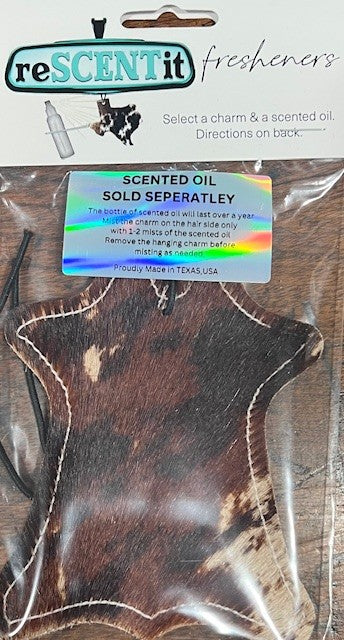 reSCENTit fresheners
Select a charm & a scented oil.
Directions on back.
SCENTED OIL
SOLD SEPERATLEY
The bottle of scented oil will last over a year
Mist the charm on the hair side only
with 1-2 mists of the scented oil
Remove the hanging charm before
misting as needed
Proudly Made in TEXAS,USA